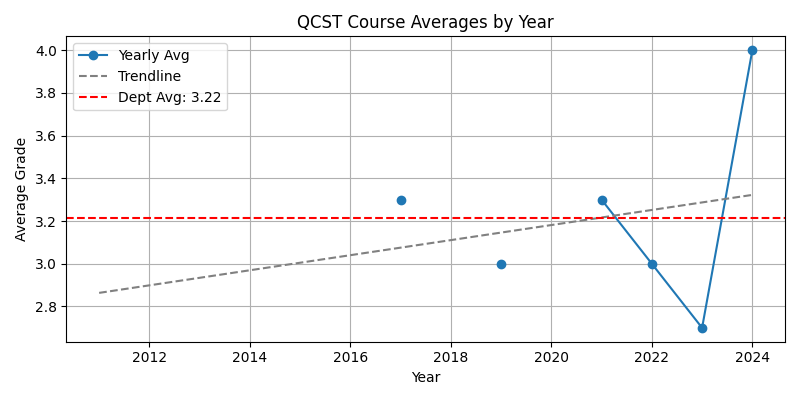 QCST Course Averages by Year
Yearly Avg
Trendline
Dept Avg: 3.22
Average Grade
4.0
3.8
3.6
3.4
3.2
3.0
2.8
2012 2014 2016 2018 2020 2022 2024
Year